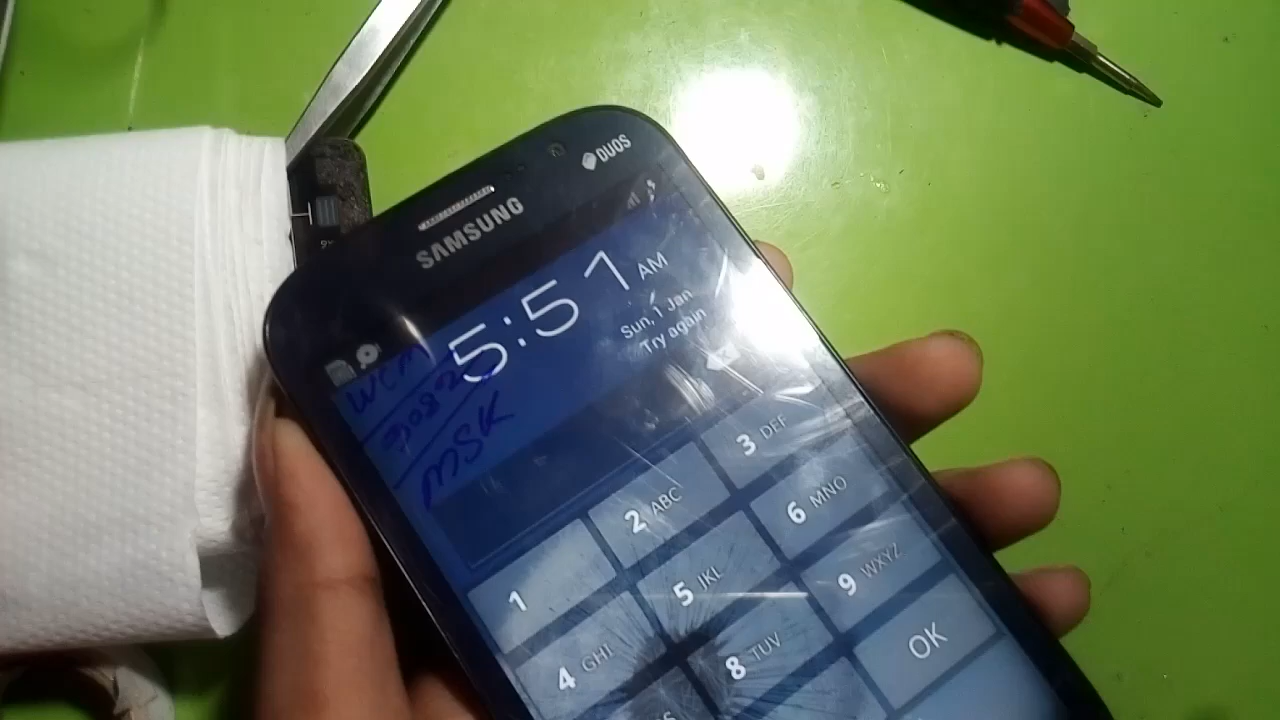 DUOS
SAMSUNG
5:51 AM
Sun, 1 Jan
Try again
MSK
1
2 ABC
3 DEF
4 GHI
5 JKL
6 MNO
8 TUV
9 WXYZ
OK